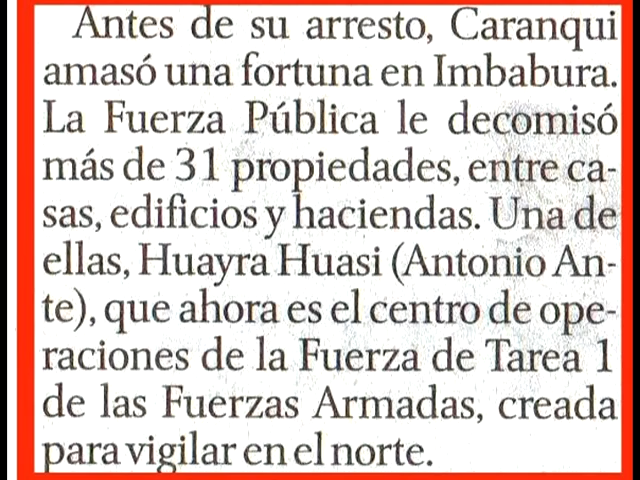 Antes de su arresto, Caranqui
amasó una fortuna en Imbabura.
La Fuerza Pública le decomisó
más de 31 propiedades, entre ca-
sas, edificios y haciendas. Una de
ellas, Huayra Huasi (Antonio An-
te), que ahora es el centro de ope-
raciones de la Fuerza de Tarea 1
de las Fuerzas Armadas, creada
para vigilar en el norte.